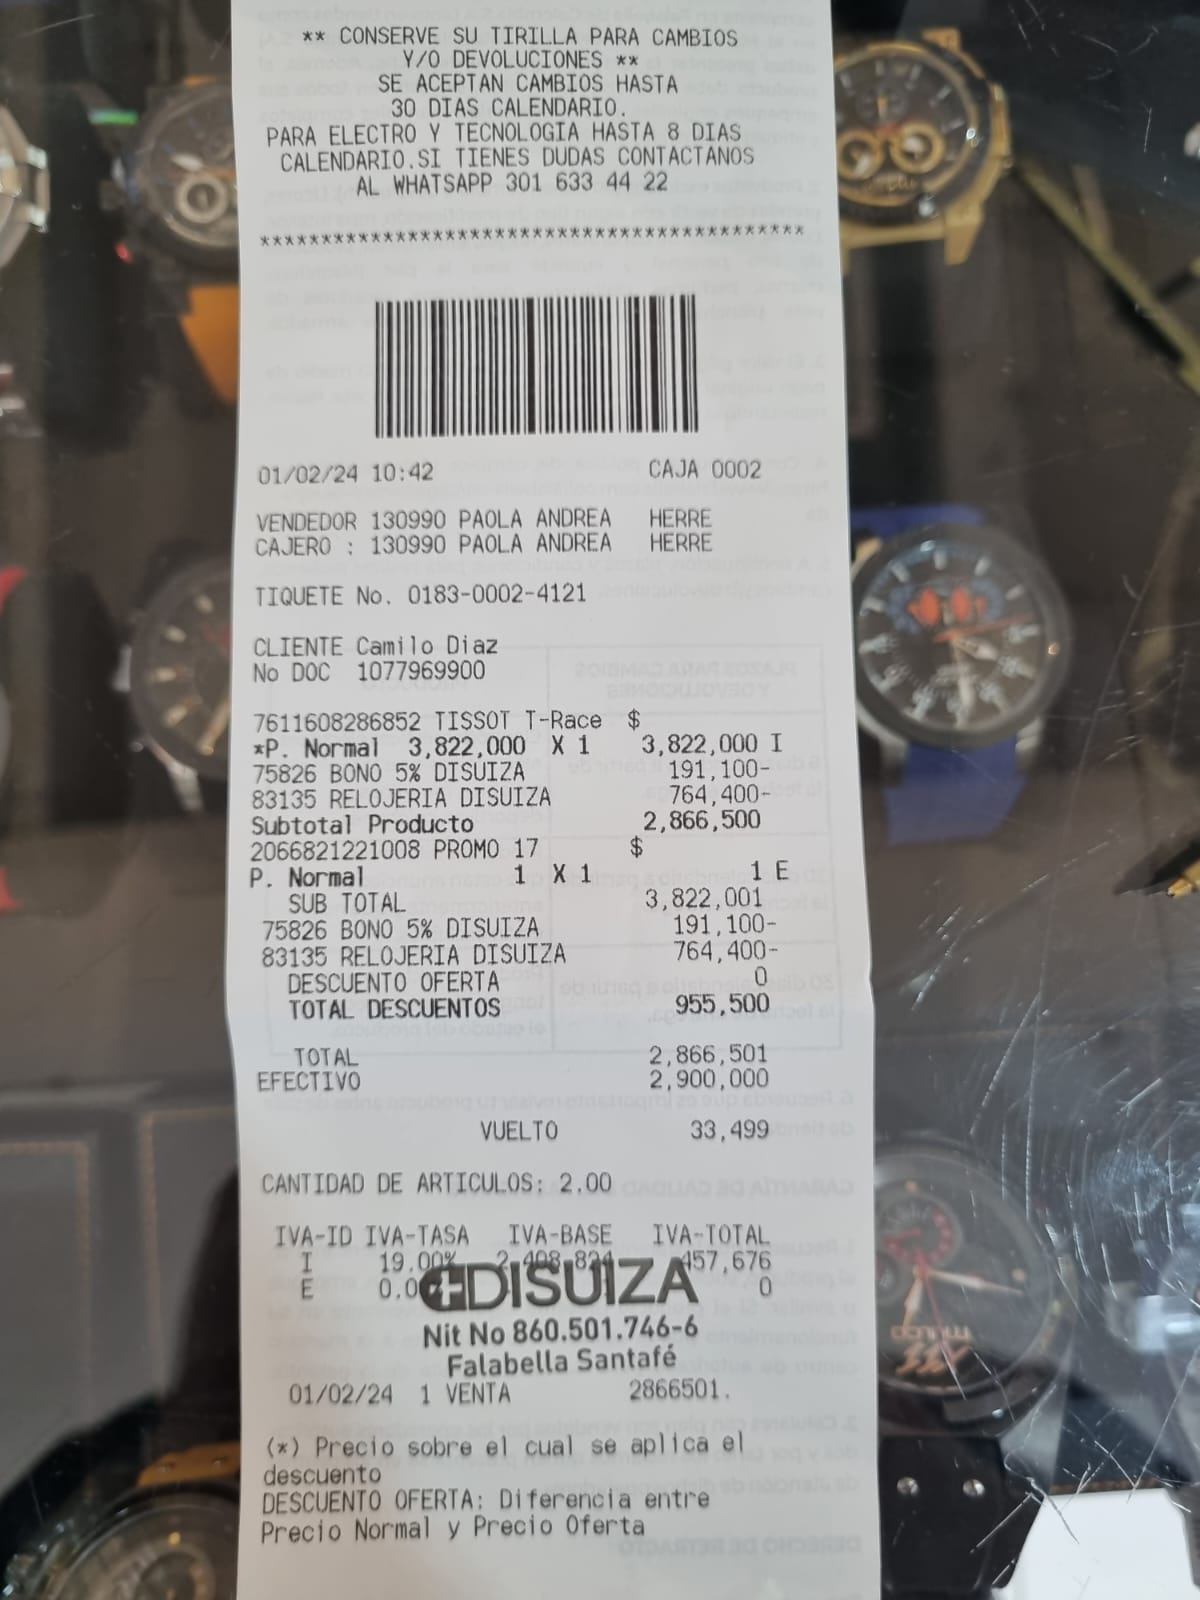 ** CONSERVE SU TIRILLA PARA CAMBIOS
Y/O DEVOLUCIONES **
SE ACEPTAN CAMBIOS HASTA
30 DIAS CALENDARIO.
PARA ELECTRO Y TECNOLOGIA HASTA 8 DIAS
CALENDARIO.SI TIENES DUDAS CONTACTANOS
AL WHATSAPP 301 633 44 22
********************************************
01/02/24 10:42 CAJA 0002
VENDEDOR 130990 PAOLA ANDREA HERRE
CAJERO : 130990 PAOLA ANDREA HERRE
TIQUETE No. 0183-0002-4121
CLIENTE Camilo Diaz
No DOC 1077969900
7611608286852 TISSOT T-Race $
*P. Normal 3,822,000 X 1 3,822,000 I
75826 BONO 5% DISUIZA 191,100-
83135 RELOJERIA DISUIZA 764,400-
Subtotal Producto 2,866,500
2066821221008 PROMO 17 $
P. Normal 1 X 1 1 E
SUB TOTAL 3,822,001
75826 BONO 5% DISUIZA 191,100-
83135 RELOJERIA DISUIZA 764,400-
DESCUENTO OFERTA 0
TOTAL DESCUENTOS 955,500
TOTAL 2,866,501
EFECTIVO 2,900,000
VUELTO 33,499
CANTIDAD DE ARTICULOS: 2.00
IVA-ID IVA-TASA IVA-BASE IVA-TOTAL
I 19.00% 2,408,824 457,676
E 0
DISUIZA
Nit No 860.501.746-6
Falabella Santafé
01/02/24 1 VENTA 2866501.
(*) Precio sobre el cual se aplica el
descuento
DESCUENTO OFERTA: Diferencia entre
Precio Normal y Precio Oferta